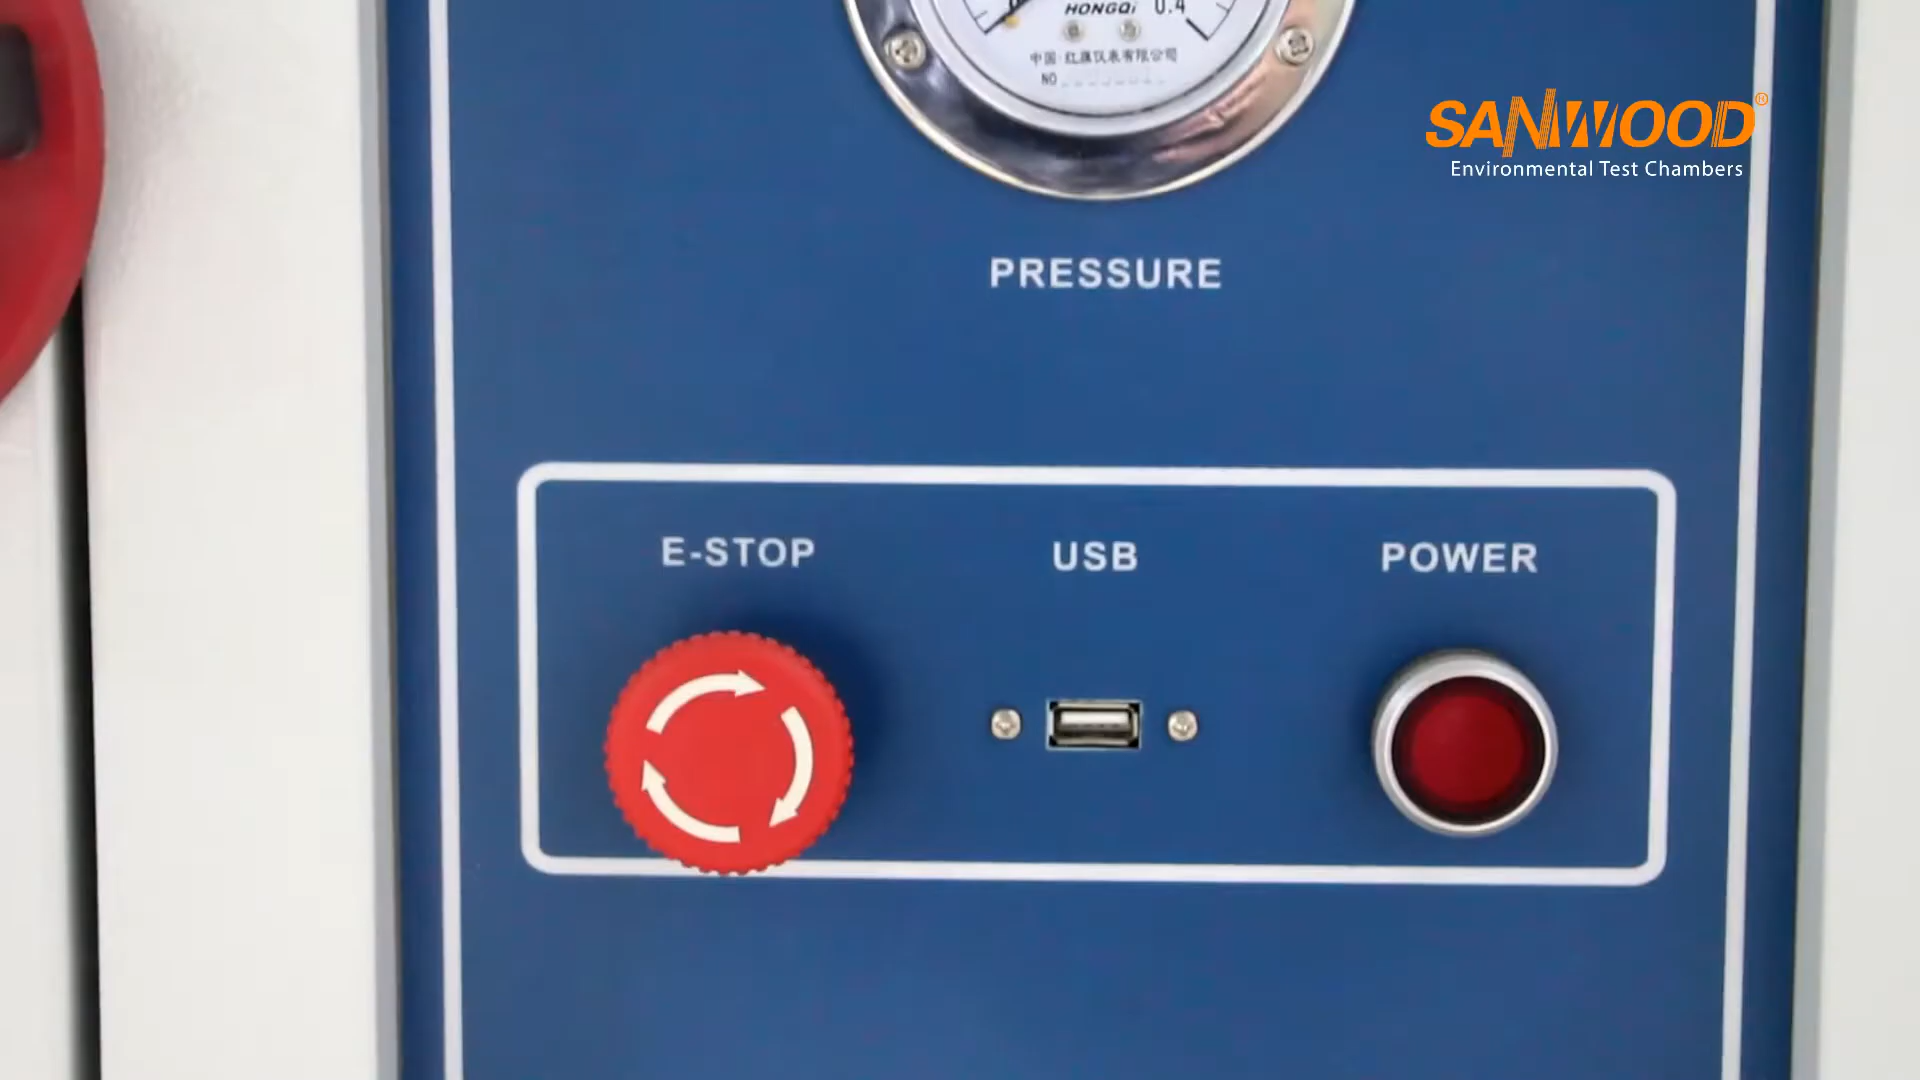 HONGQi 0.4
中国·红旗仪表有限公司
NO
SANWOOD®
Environmental Test Chambers
PRESSURE
E-STOP USB POWER